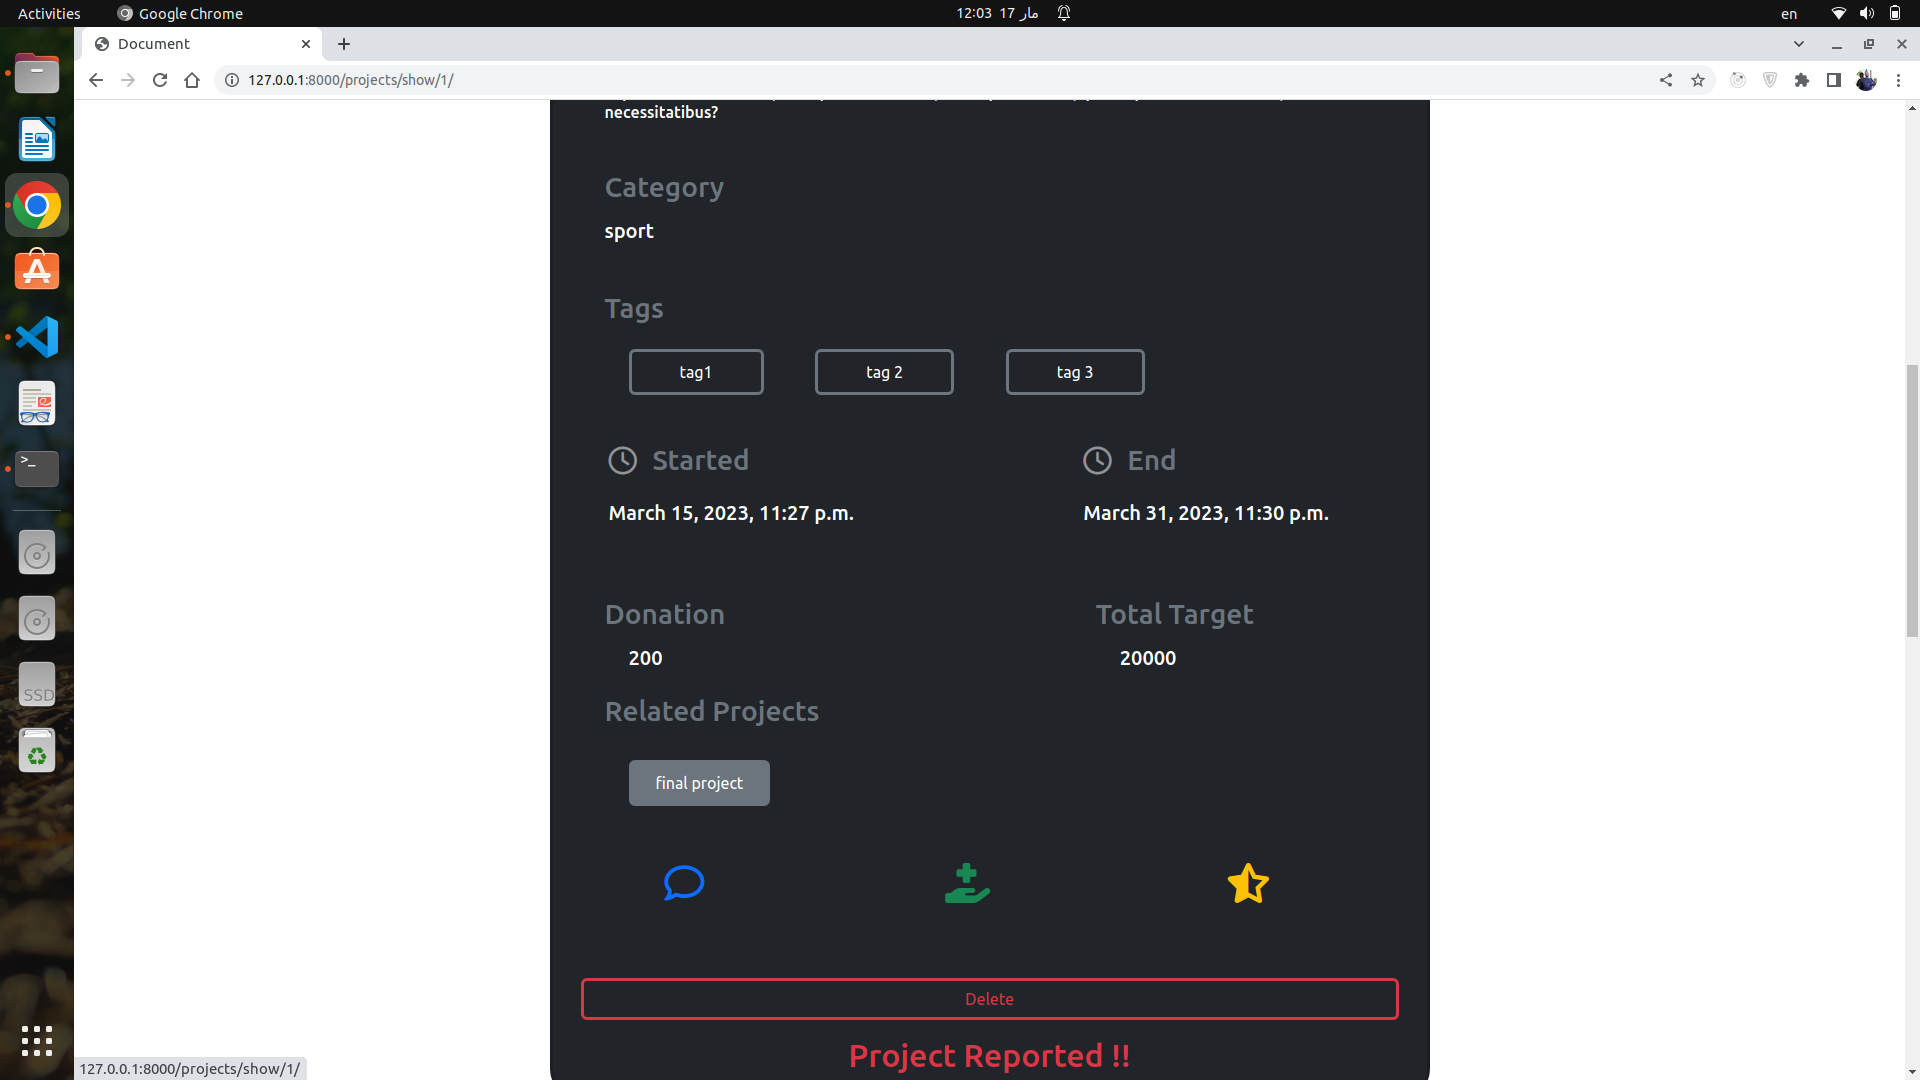 Activities
Google Chrome
12:03 17 مار
en
Document
127.0.0.1:8000/projects/show/1/
necessitatibus?
Category
sport
Tags
tag1
tag 2
tag 3
Started
End
March 15, 2023, 11:27 p.m.
March 31, 2023, 11:30 p.m.
Donation
Total Target
200
20000
Related Projects
final project
Delete
Project Reported !!
SSD
127.0.0.1:8000/projects/show/1/